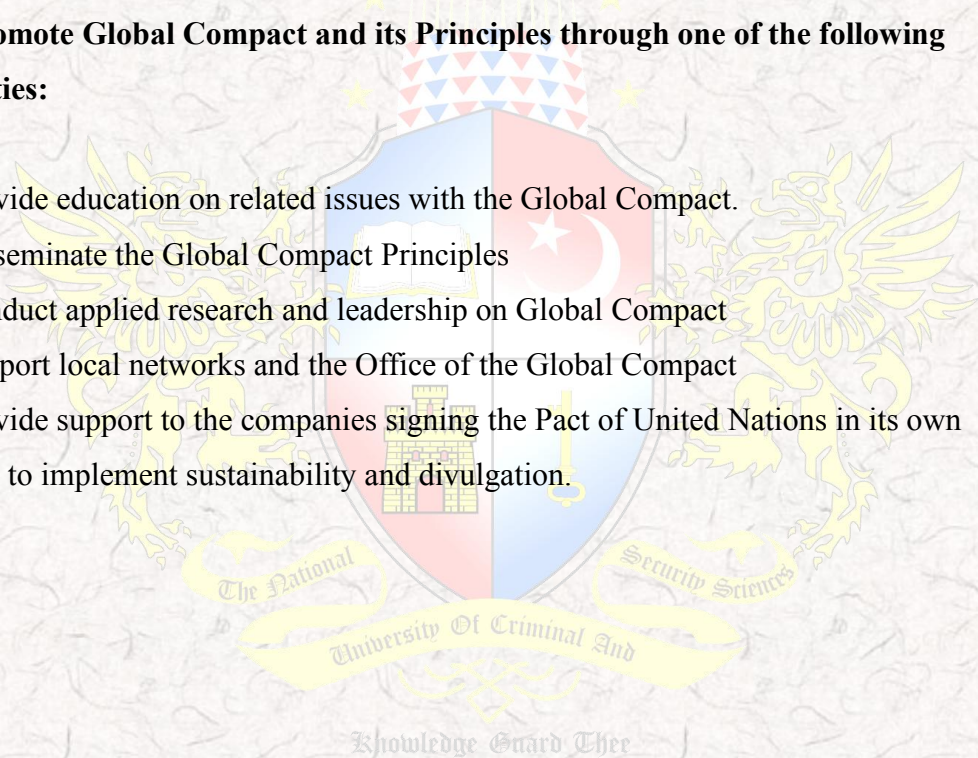 omote Global Compact and its Principles through one of the following
ties:
vide education on related issues with the Global Compact.
seminate the Global Compact Principles
nduct applied research and leadership on Global Compact
port local networks and the Office of the Global Compact
vide support to the companies signing the Pact of United Nations in its own
to implement sustainability and divulgation.
The National
Security Sciences
University Of Criminal And
Knowledge Guard Thee